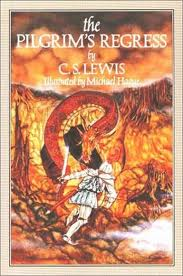 the
PILGRIM'S REGRESS
by
C.S. LEWIS
Illustrated by Michael Hague